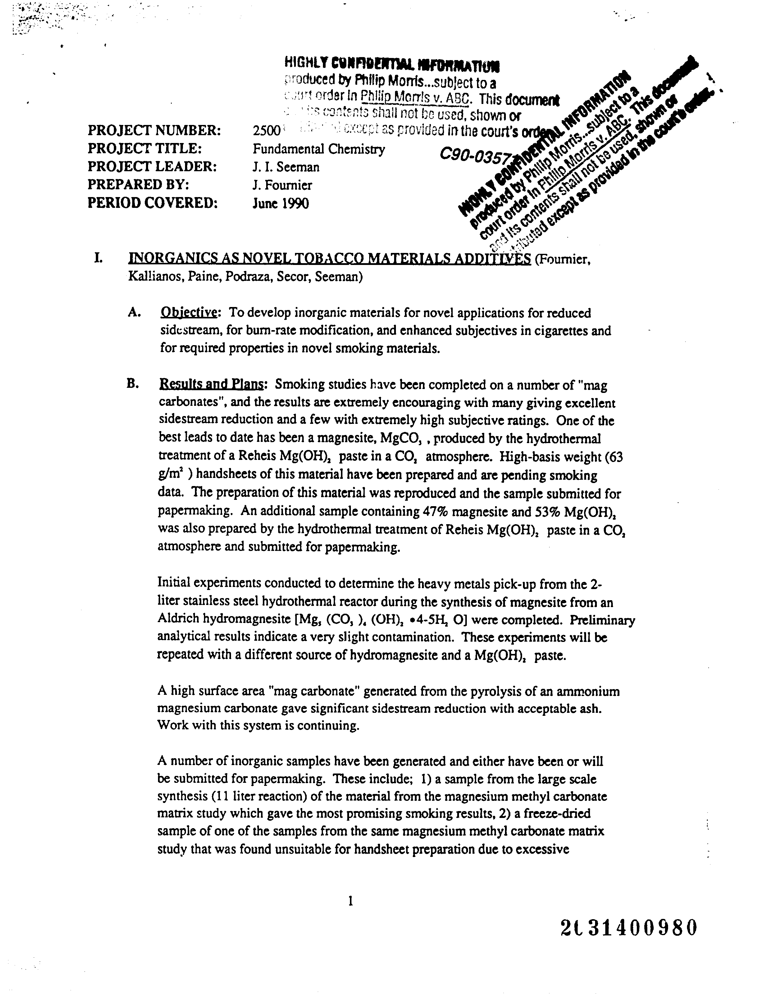 HIGHLY CONFIDENTIAL INFORMATION
produced by Philip Morris...subject to a
court order in Philip Morris v. ABC. This document
its contents shall not be used, shown or
except as provided in the court's order.
HIGHLY CONFIDENTIAL INFORMATION
produced by Philip Morris...subject to a
court order in Philip Morris v. ABC. This document
and its contents shall not be used, shown or
distributed except as provided in the court's order.
C90-0357
PROJECT NUMBER: 2500
PROJECT TITLE: Fundamental Chemistry
PROJECT LEADER: J. I. Seeman
PREPARED BY: J. Fournier
PERIOD COVERED: June 1990
I. INORGANICS AS NOVEL TOBACCO MATERIALS ADDITIVES (Fournier,
Kallianos, Paine, Podraza, Secor, Seeman)
A. Objective: To develop inorganic materials for novel applications for reduced
sidestream, for burn-rate modification, and enhanced subjectives in cigarettes and
for required properties in novel smoking materials.
B. Results and Plans: Smoking studies have been completed on a number of "mag
carbonates", and the results are extremely encouraging with many giving excellent
sidestream reduction and a few with extremely high subjective ratings. One of the
best leads to date has been a magnesite, MgCO₃ , produced by the hydrothermal
treatment of a Reheis Mg(OH)₂ paste in a CO₂ atmosphere. High-basis weight (63
g/m² ) handsheets of this material have been prepared and are pending smoking
data. The preparation of this material was reproduced and the sample submitted for
papermaking. An additional sample containing 47% magnesite and 53% Mg(OH)₂
was also prepared by the hydrothermal treatment of Reheis Mg(OH)₂ paste in a CO₂
atmosphere and submitted for papermaking.
Initial experiments conducted to determine the heavy metals pick-up from the 2-
liter stainless steel hydrothermal reactor during the synthesis of magnesite from an
Aldrich hydromagnesite [Mg₅ (CO₃ )₄ (OH)₂ •4-5H₂ O] were completed. Preliminary
analytical results indicate a very slight contamination. These experiments will be
repeated with a different source of hydromagnesite and a Mg(OH)₂ paste.
A high surface area "mag carbonate" generated from the pyrolysis of an ammonium
magnesium carbonate gave significant sidestream reduction with acceptable ash.
Work with this system is continuing.
A number of inorganic samples have been generated and either have been or will
be submitted for papermaking. These include; 1) a sample from the large scale
synthesis (11 liter reaction) of the material from the magnesium methyl carbonate
matrix study which gave the most promising smoking results, 2) a freeze-dried
sample of one of the samples from the same magnesium methyl carbonate matrix
study that was found unsuitable for handsheet preparation due to excessive
1
2031400980